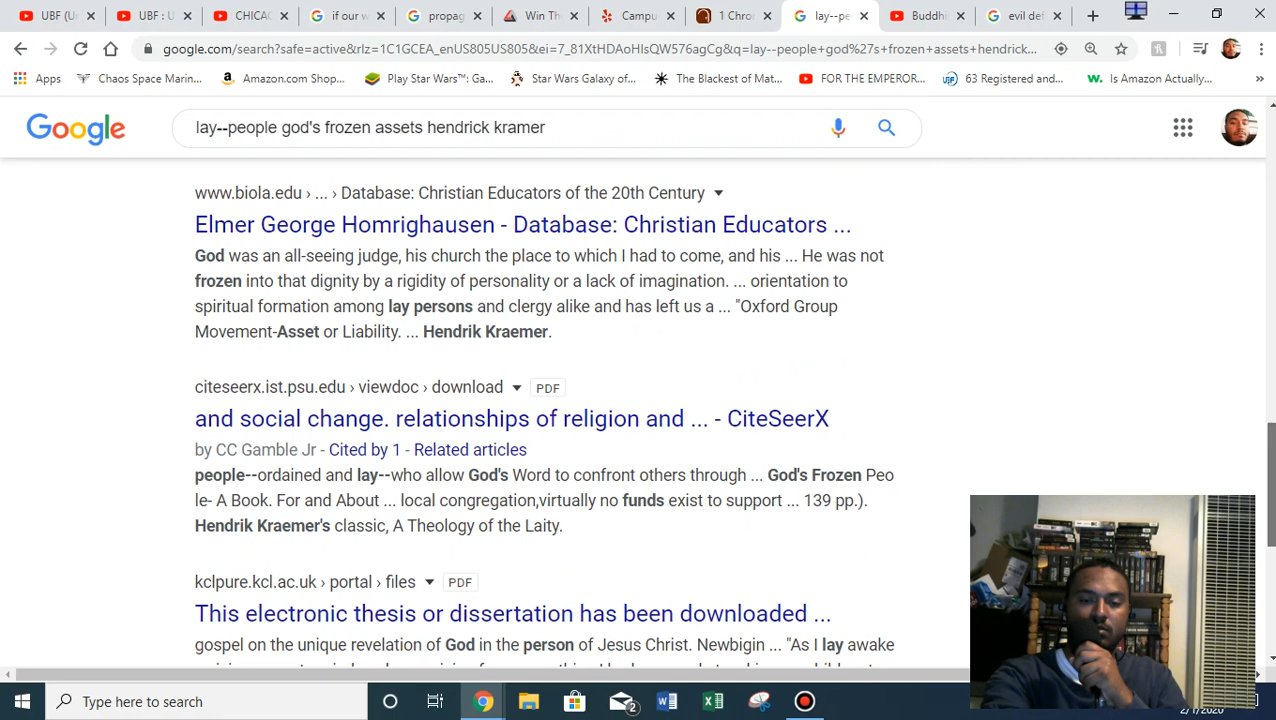 UBF (Ur
UBF : U
CHICAG
if our w
propag
Win Th
Campu
1 Chron
lay--pe
Buddhi
evil def
google.com/search?safe=active&rlz=1C1GCEA_enUS805US805&ei=7_81XtHDAoHIsQW576agCg&q=lay--people+god%27s+frozen+assets+hendrick...
Apps
Chaos Space Marin...
Amazon.com Shop...
Play Star Wars™: Ga...
Star Wars Galaxy of...
The Blackest of Mat...
FOR THE EMPEROR...
63 Registered and...
Is Amazon Actually...
»
Google
lay--people god's frozen assets hendrick kramer
www.biola.edu › ... › Database: Christian Educators of the 20th Century
Elmer George Homrighausen - Database: Christian Educators ...
God was an all-seeing judge, his church the place to which I had to come, and his ... He was not
frozen into that dignity by a rigidity of personality or a lack of imagination. ... orientation to
spiritual formation among lay persons and clergy alike and has left us a ... "Oxford Group
Movement-Asset or Liability. ... Hendrik Kraemer.
citeseerx.ist.psu.edu › viewdoc › download
PDF
and social change. relationships of religion and ... - CiteSeerX
by CC Gamble Jr - Cited by 1 - Related articles
people--ordained and lay--who allow God's Word to confront others through ... God's Frozen Peo
le- A Book. For and About ... local congregation,virtually no funds exist to support ... 139 pp.).
Hendrik Kraemer's classic, A Theology of the Laity.
kclpure.kcl.ac.uk › portal › files
PDF
This electronic thesis or dissertation has been downloaded ...
gospel on the unique revelation of God in the person of Jesus Christ. Newbigin ... "As I lay awake
Type here to search
2
2/1/2020